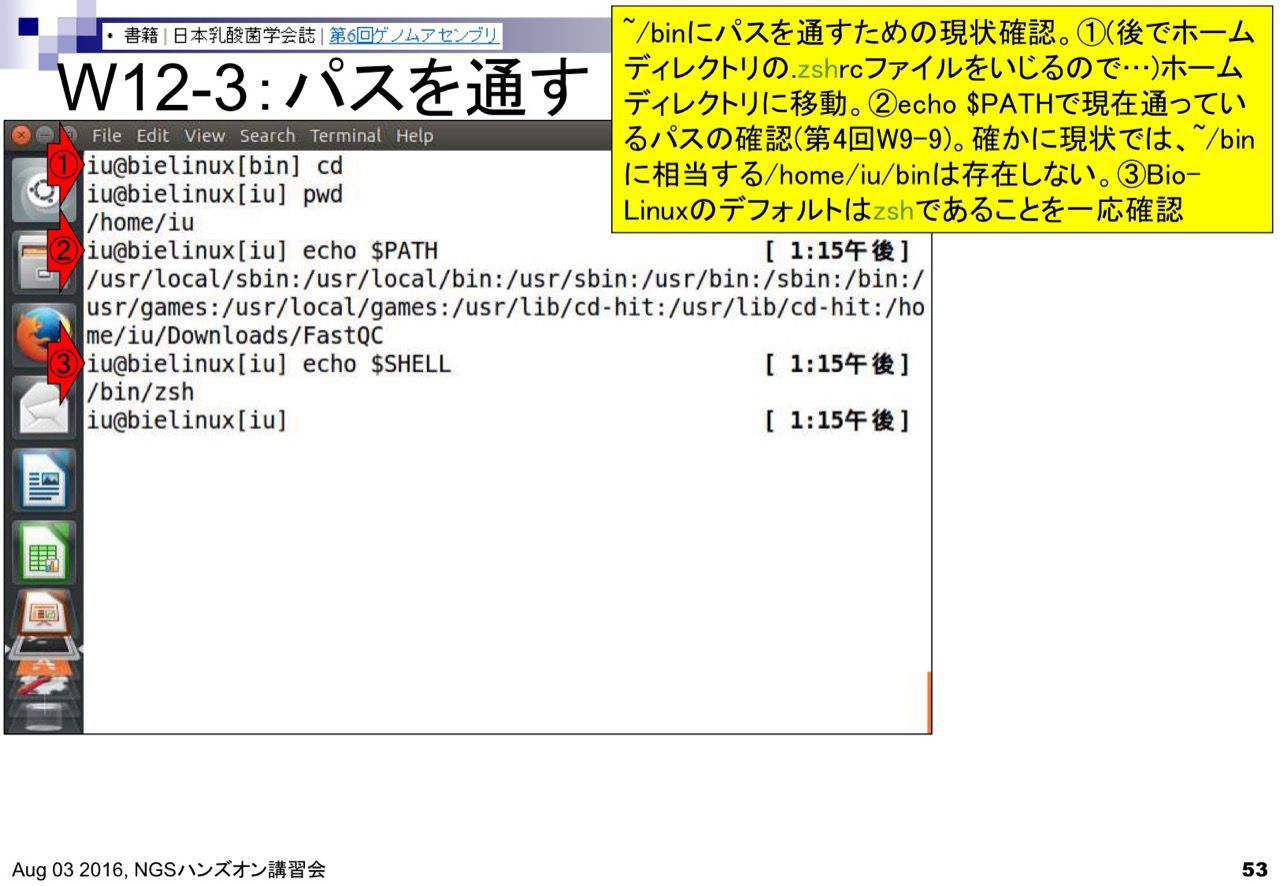 ・ 書籍 | 日本乳酸菌学会誌 | 第6回ゲノムアセンブリ
W12-3：パスを通す
~/binにパスを通すための現状確認。①(後でホーム
ディレクトリの.zshrcファイルをいじるので…)ホーム
ディレクトリに移動。②echo $PATHで現在通ってい
るパスの確認(第4回W9-9)。確かに現状では、~/bin
に相当する/home/iu/binは存在しない。③Bio-
Linuxのデフォルトはzshであることを一応確認
File Edit View Search Terminal Help
① iu@bielinux[bin] cd
iu@bielinux[iu] pwd
/home/iu
② iu@bielinux[iu] echo $PATH [ 1:15午後]
/usr/local/sbin:/usr/local/bin:/usr/sbin:/usr/bin:/sbin:/bin:/
usr/games:/usr/local/games:/usr/lib/cd-hit:/usr/lib/cd-hit:/ho
me/iu/Downloads/FastQC
③ iu@bielinux[iu] echo $SHELL [ 1:15午後]
/bin/zsh
iu@bielinux[iu] [ 1:15午後]
Aug 03 2016, NGSハンズオン講習会
53